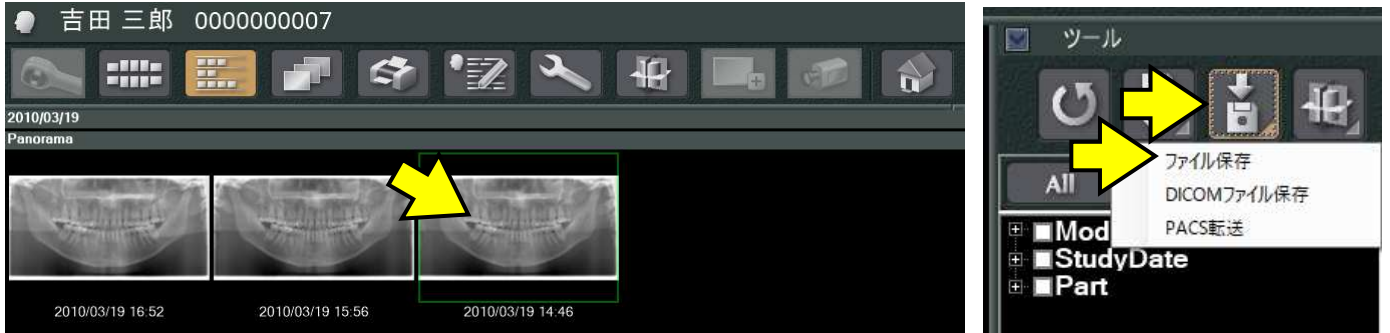 吉田 三郎 0000000007
2010/03/19
Panorama
2010/03/19 16:52
2010/03/19 15:56
2010/03/19 14:46
ツール
ファイル保存
All
DICOMファイル保存
PACS転送
Mod
StudyDate
Part